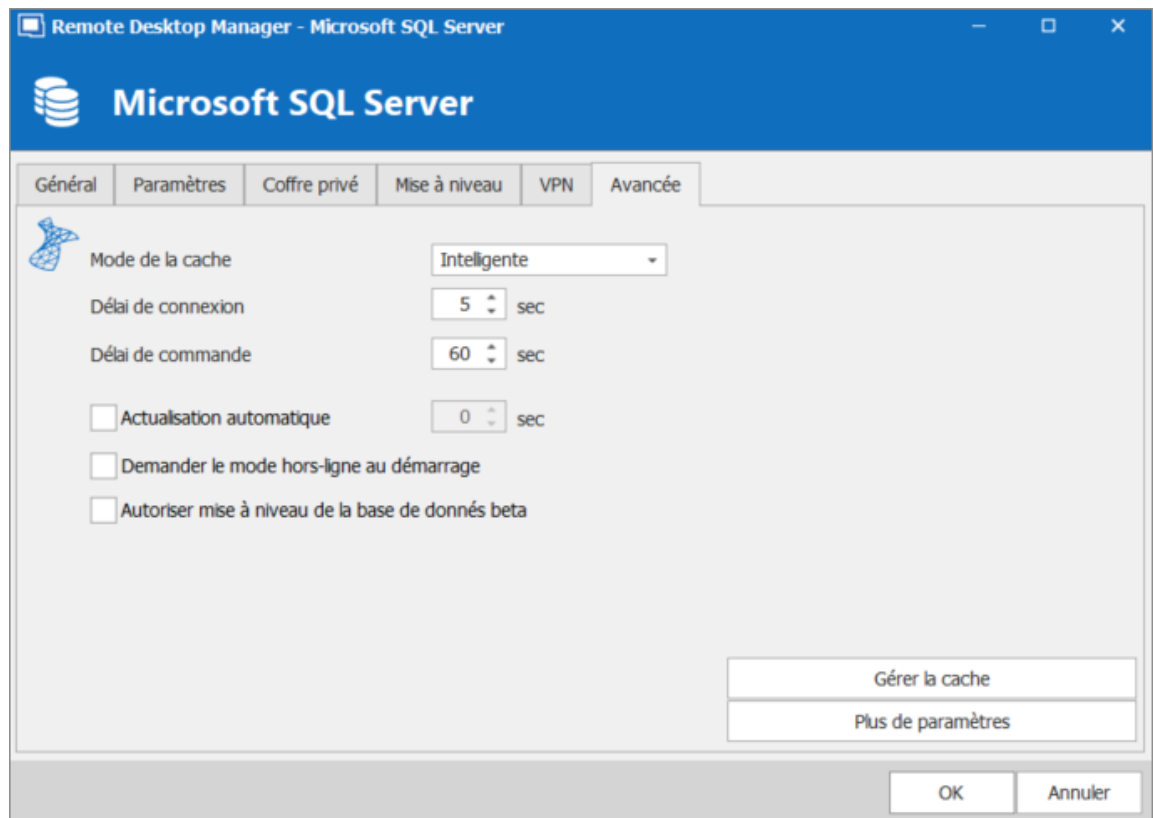 Remote Desktop Manager - Microsoft SQL Server
Microsoft SQL Server
Général Paramètres Coffre privé Mise à niveau VPN Avancée
Mode de la cache Intelligente
Délai de connexion 5 sec
Délai de commande 60 sec
Actualisation automatique 0 sec
Demander le mode hors-ligne au démarrage
Autoriser mise à niveau de la base de donnés beta
Gérer la cache
Plus de paramètres
OK Annuler